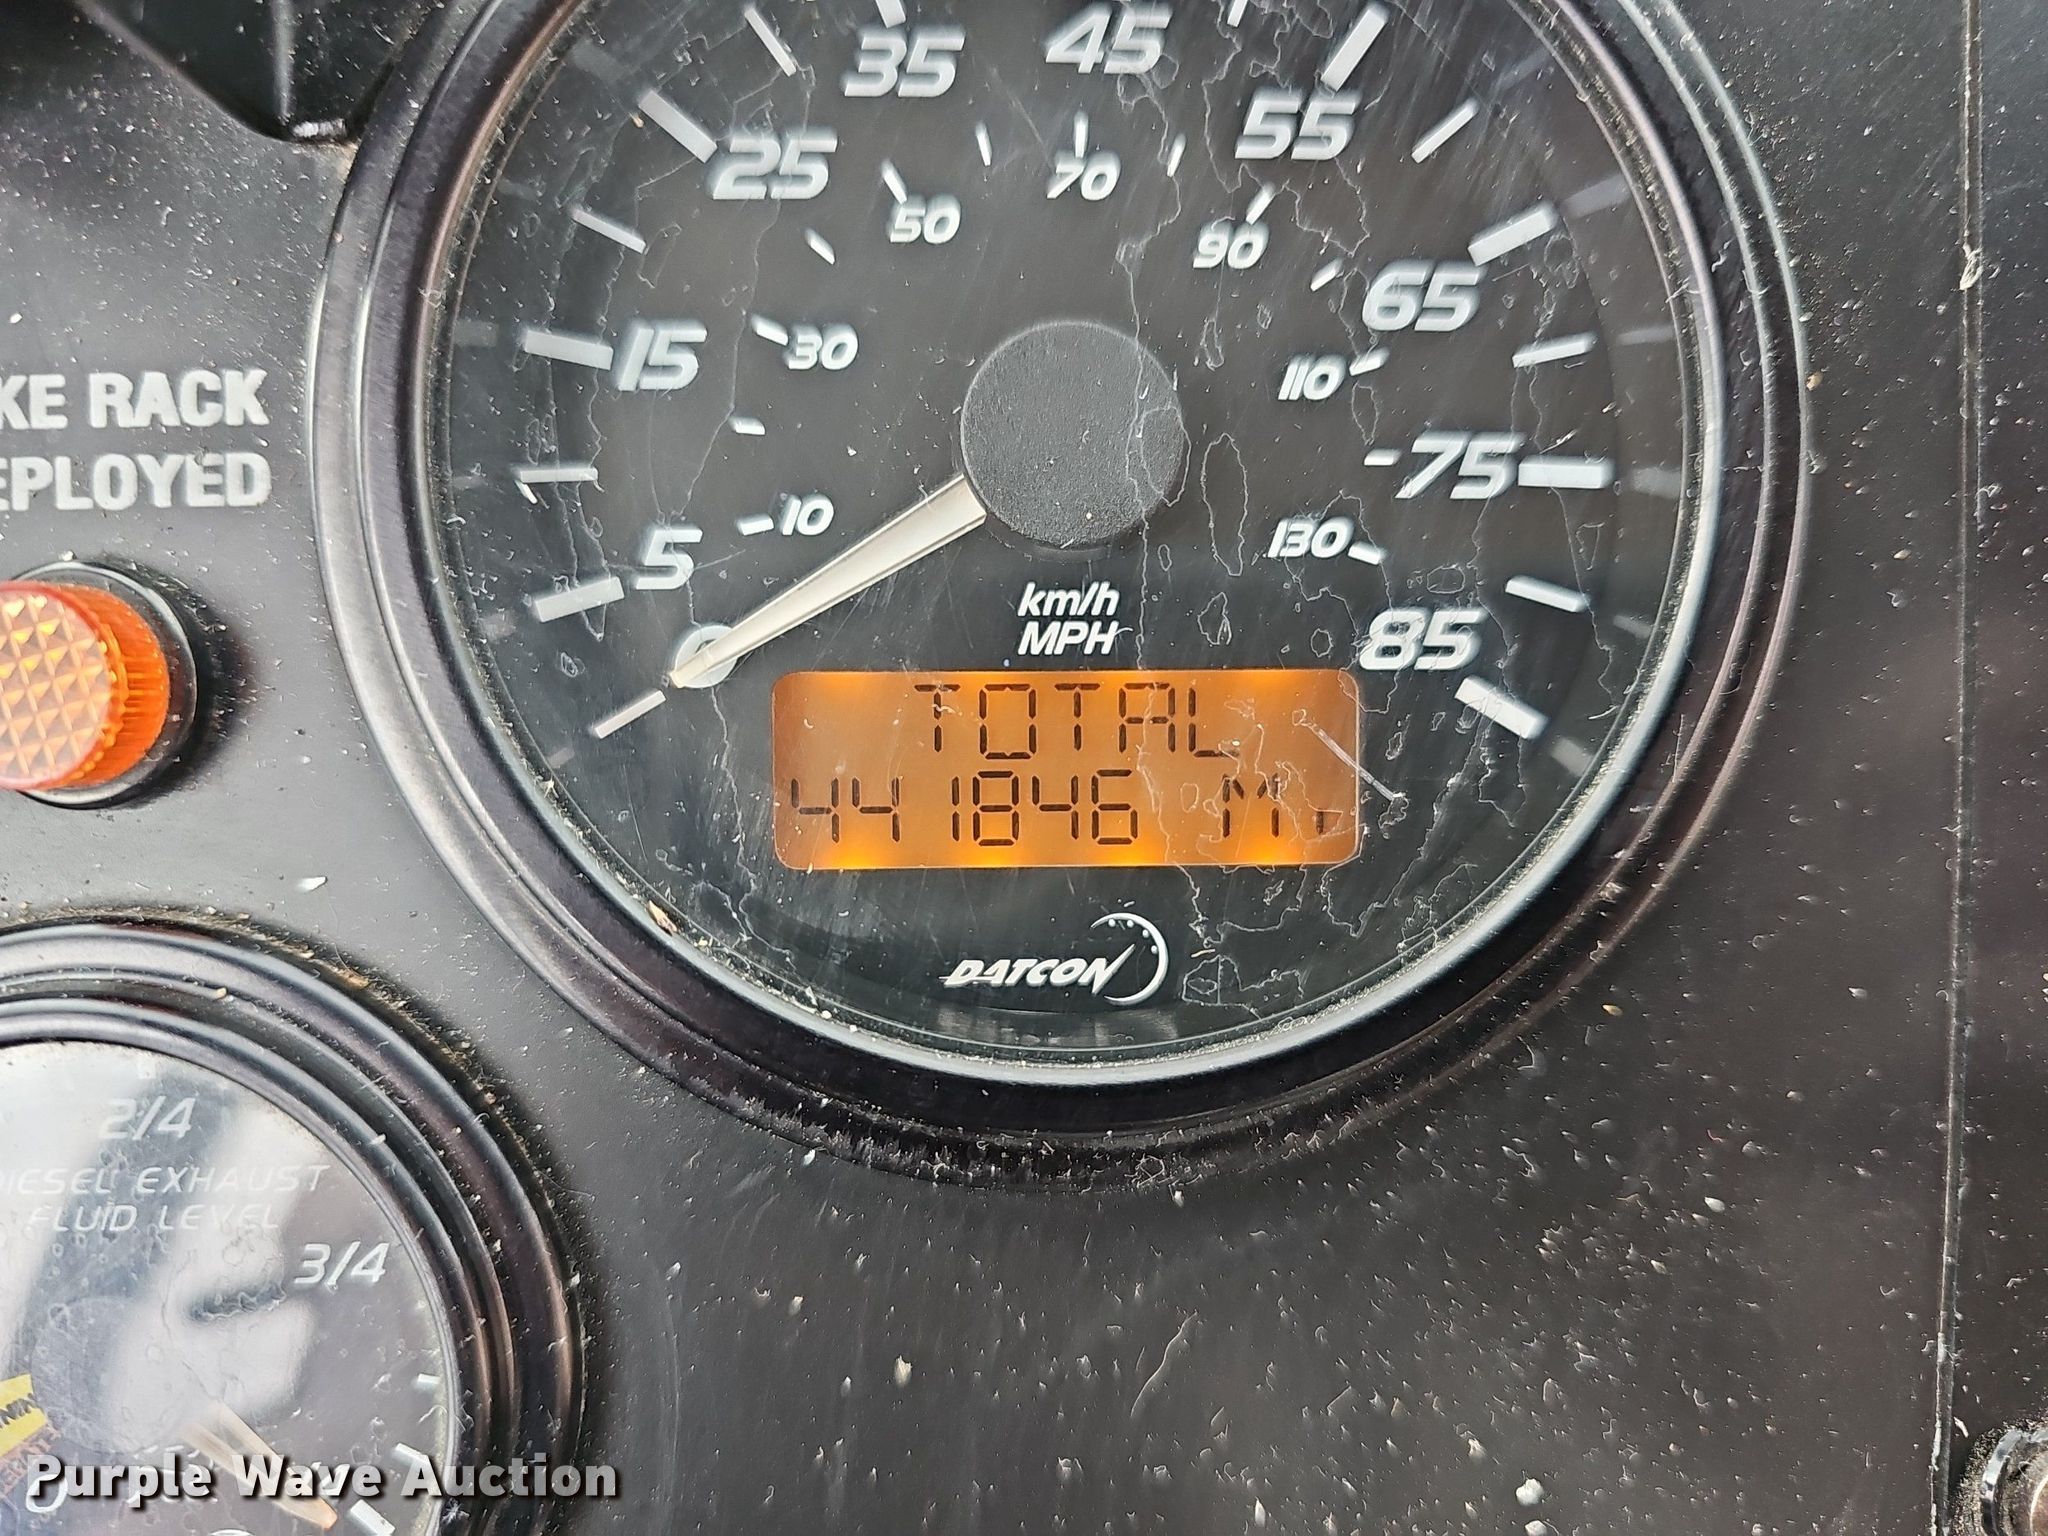 35
45
55
25
65
15
75
5
0
85
50
70
90
30
110
10
130
km/h
MPH
TOTAL
441846 M
DATCON
KE RACK
EPLOYED
2/4
DIESEL EXHAUST
FLUID LEVEL
3/4
Purple Wave Auction